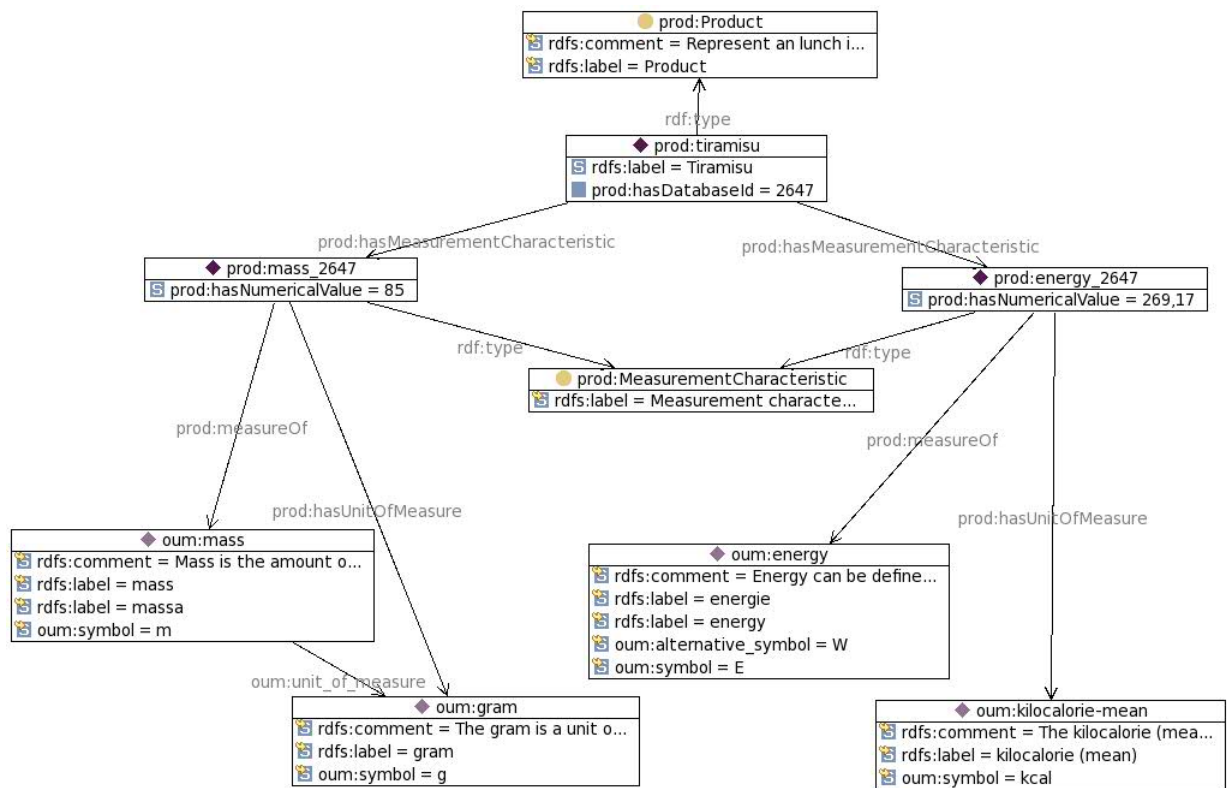 prod:Product
rdfs:comment = Represent an lunch i...
rdfs:label = Product
rdf:type
prod:tiramisu
rdfs:label = Tiramisu
prod:hasDatabaseId = 2647
prod:hasMeasurementCharacteristic
prod:hasMeasurementCharacteristic
prod:mass_2647
prod:hasNumericalValue = 85
prod:energy_2647
prod:hasNumericalValue = 269,17
rdf:type
rdf:type
prod:MeasurementCharacteristic
rdfs:label = Measurement characte...
prod:measureOf
prod:measureOf
prod:hasUnitOfMeasure
prod:hasUnitOfMeasure
oum:mass
rdfs:comment = Mass is the amount o...
rdfs:label = mass
rdfs:label = massa
oum:symbol = m
oum:energy
rdfs:comment = Energy can be define...
rdfs:label = energie
rdfs:label = energy
oum:alternative_symbol = W
oum:symbol = E
oum:unit_of_measure
oum:gram
rdfs:comment = The gram is a unit o...
rdfs:label = gram
oum:symbol = g
oum:kilocalorie-mean
rdfs:comment = The kilocalorie (mea...
rdfs:label = kilocalorie (mean)
oum:symbol = kcal